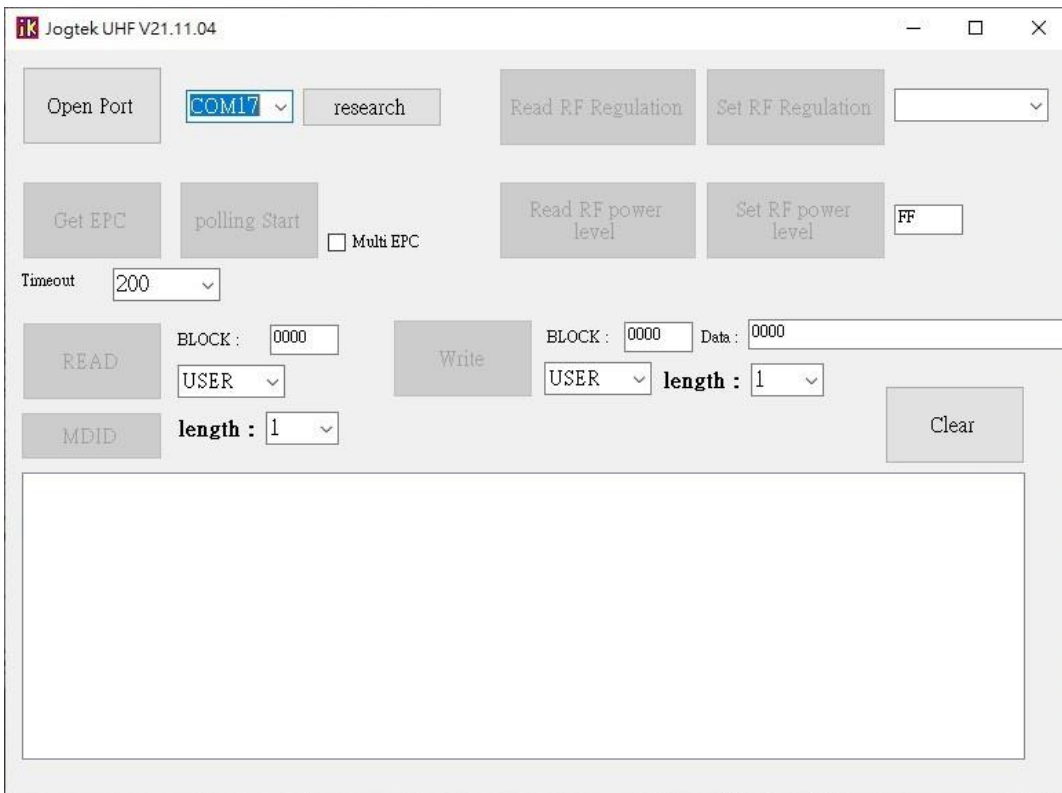 Jogtek UHF V21.11.04
Open Port COM17 research Read RF Regulation Set RF Regulation
Get EPC polling Start Multi EPC Read RF power level Set RF power level FF
Timeout 200
READ BLOCK : 0000 USER Write BLOCK : 0000 Data : 0000
USER length : 1
MDID length : 1 Clear